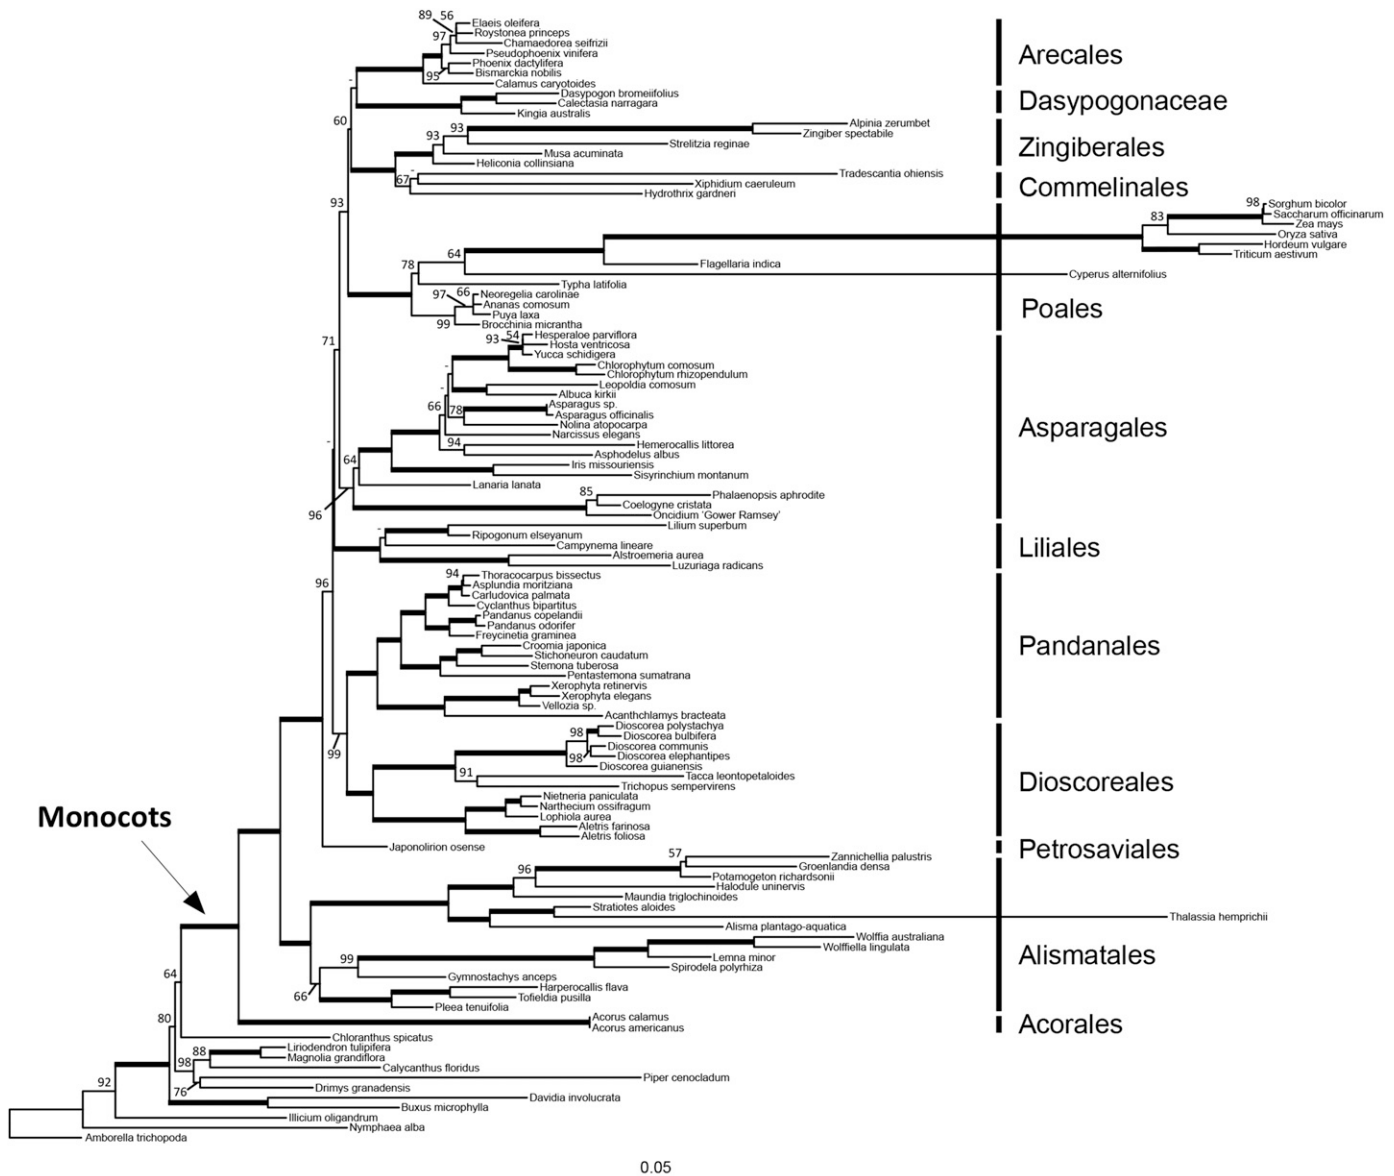 89 56 Elaeis oleifera
Roystonea princeps
97 Chamaedorea seifrizii
Pseudophoenix vinifera
Phoenix dactylifera
95 Bismarckia nobilis
- Calamus caryotoides
Arecales
Dasypogon bromeiifolius
Calectasia narragara
Kingia australis
Dasypogonaceae
60
Alpinia zerumbet
93 93 Zingiber spectabile
Strelitzia reginae
Musa acuminata
Heliconia collinsiana
Zingiberales
- Tradescantia ohiensis
67 Xiphidium caeruleum
Hydrothrix gardneri
Commelinales
93
98 Sorghum bicolor
83 Saccharum officinarum
Zea mays
Oryza sativa
Hordeum vulgare
Triticum aestivum
64 Flagellaria indica
78 Cyperus alternifolius
Typha latifolia
97 66 Neoregelia carolinae
Ananas comosum
Puya laxa
99 Brocchinia micrantha
Poales
71
93 54 Hesperaloe parviflora
Hosta ventricosa
Yucca schidigera
Chlorophytum comosum
- Chlorophytum rhizopendulum
Leopoldia comosum
- Albuca kirkii
Asparagus sp.
66 78 Asparagus officinalis
Nolina atopocarpa
Narcissus elegans
94 Hemerocallis littorea
Asphodelus albus
- 64 Iris missouriensis
Sisyrinchium montanum
Lanaria lanata
85 Phalaenopsis aphrodite
Coelogyne cristata
96 Oncidium 'Gower Ramsey'
Asparagales
- Lilium superbum
Ripogonum elseyanum
Campynema lineare
Alstroemeria aurea
Luzuriaga radicans
Liliales
96
94 Thoracocarpus bissectus
Asplundia moritziana
Carludovica palmata
Cyclanthus bipartitus
Pandanus copelandii
Pandanus odorifer
Freycinetia graminea
Croomia japonica
Stichoneuron caudatum
Stemona tuberosa
Pentastemona sumatrana
Xerophyta retinervis
Xerophyta elegans
Vellozia sp.
Acanthchlamys bracteata
Pandanales
99
98 Dioscorea polystachya
Dioscorea bulbifera
Dioscorea communis
98 Dioscorea elephantipes
Dioscorea guianensis
91 Tacca leontopetaloides
Trichopus sempervirens
Nietneria paniculata
Narthecium ossifragum
Lophiola aurea
Aletris farinosa
Aletris foliosa
Dioscoreales
Monocots
Japonolirion osense
Petrosaviales
57 Zannichellia palustris
Groenlandia densa
96 Potamogeton richardsonii
Halodule uninervis
Maundia triglochinoides
Stratiotes aloides
Thalassia hemprichii
Alisma plantago-aquatica
Wolffia australiana
Wolffiella lingulata
99 Lemna minor
Spirodela polyrhiza
Gymnostachys anceps
66 Harperocallis flava
Tofieldia pusilla
Pleea tenuifolia
Alismatales
Acorus calamus
Acorus americanus
Acorales
64
80
Chloranthus spicatus
88 Liriodendron tulipifera
98 Magnolia grandiflora
Calycanthus floridus
Piper cenocladum
76 Drimys granadensis
92
Davidia involucrata
Buxus microphylla
Illicium oligandrum
Nymphaea alba
Amborella trichopoda
0.05